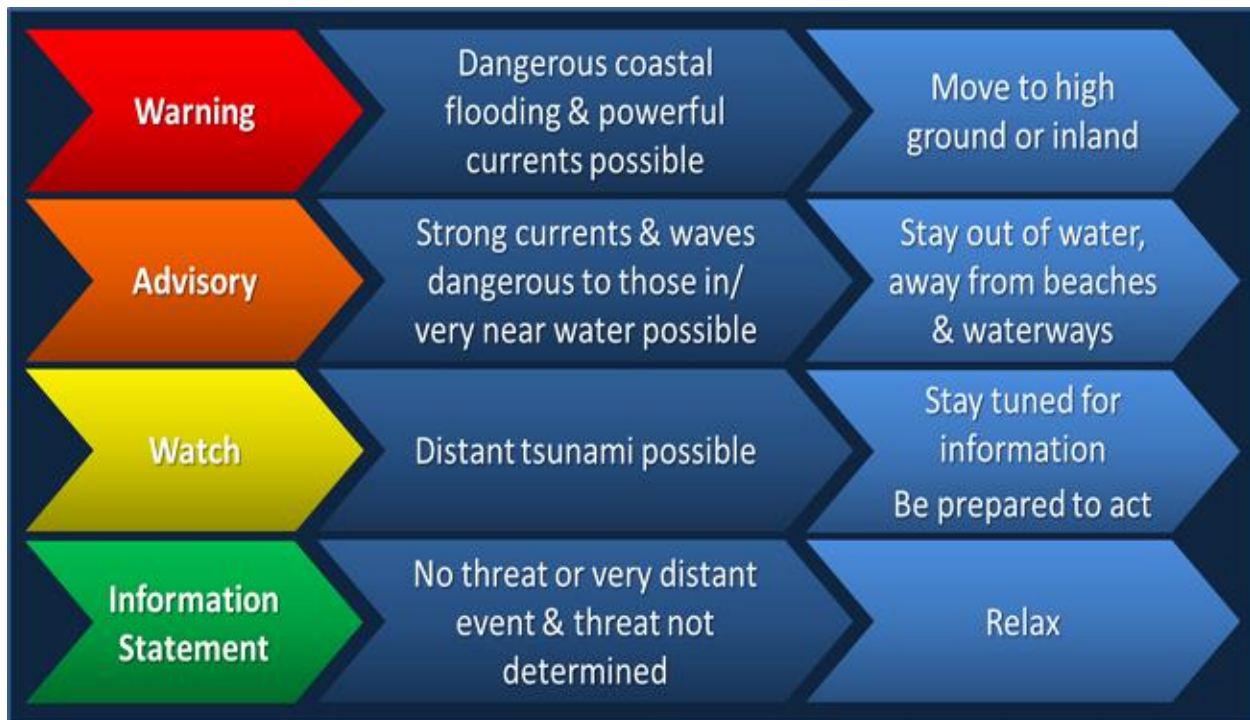 Warning
Dangerous coastal
flooding & powerful
currents possible
Move to high
ground or inland
Advisory
Strong currents & waves
dangerous to those in/
very near water possible
Stay out of water,
away from beaches
& waterways
Watch
Distant tsunami possible
Stay tuned for
information
Be prepared to act
Information
Statement
No threat or very distant
event & threat not
determined
Relax